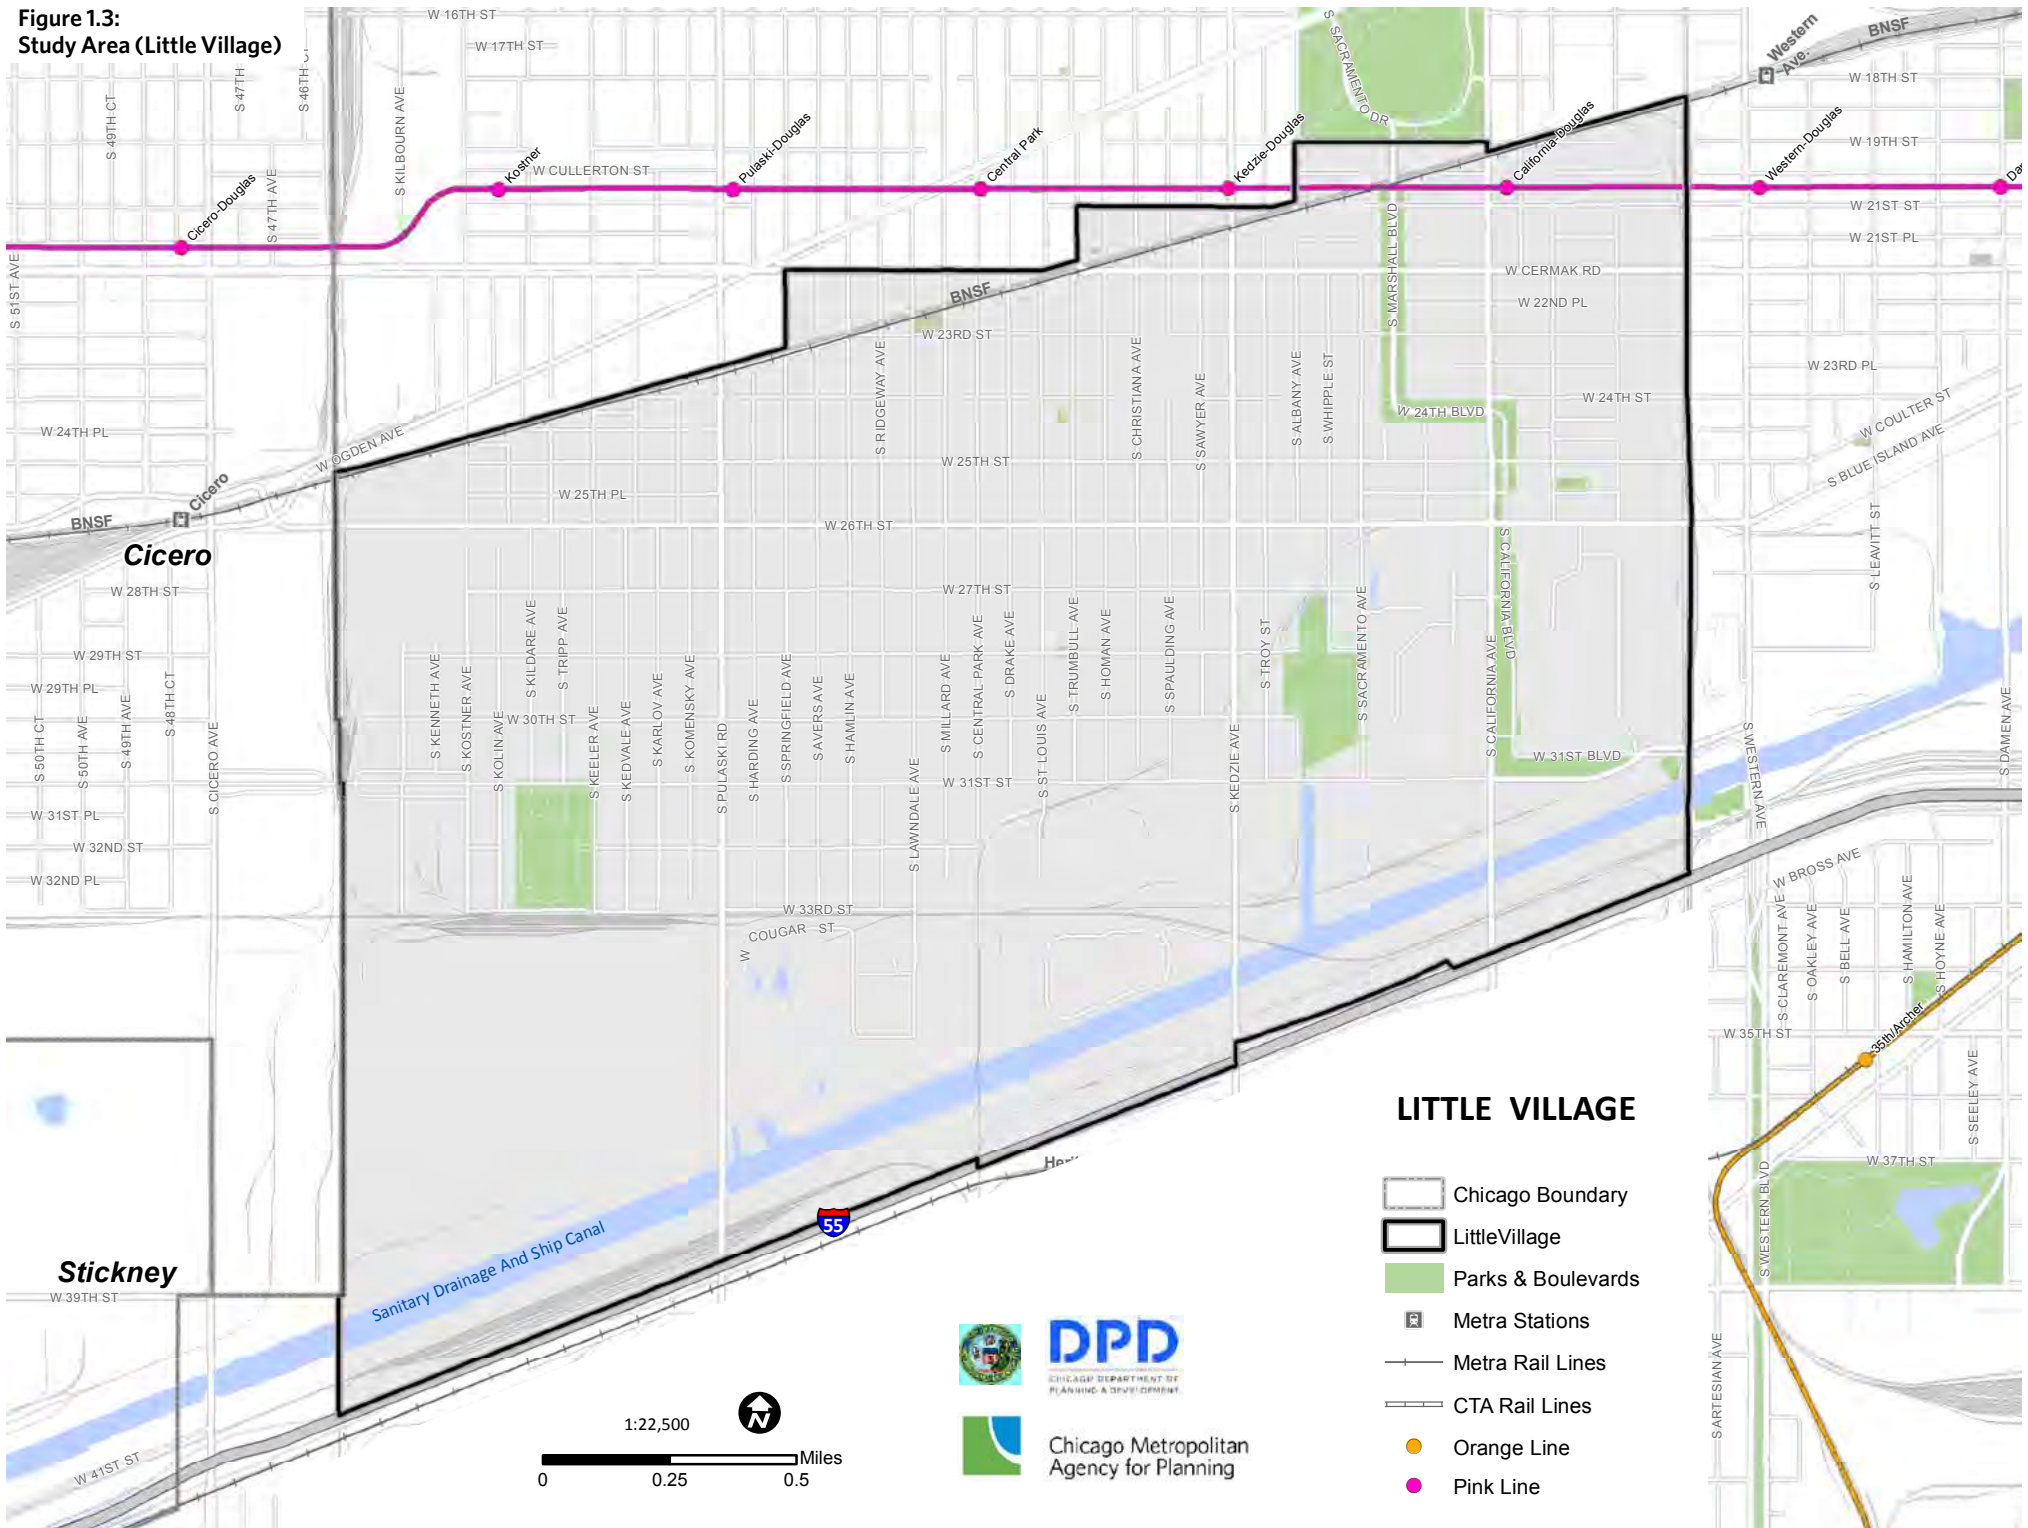 Figure 1.3:
Study Area (Little Village)
W 16TH ST
W 17TH ST
S 47TH
S 49TH CT
S KILBOURN AVE
S 47TH AVE
S 51ST AVE
W CULLERTON ST
Cicero-Douglas
Kostner
Pulaski-Douglas
Central Park
Kedzie-Douglas
California-Douglas
Western-Douglas
S SACRAMENTO DR
Western Ave.
BNSF
W 18TH ST
W 19TH ST
W 21ST ST
W 21ST PL
W CERMAK RD
W 22ND PL
S MARSHALL BLVD
BNSF
W 23RD ST
W 23RD PL
W 24TH ST
W 24TH BLVD
W COULTER ST
S BLUE ISLAND AVE
S RIDGEWAY AVE
S CHRISTIANA AVE
S SAWYER AVE
S ALBANY AVE
S WHIPPLE ST
W 24TH PL
W OGDEN AVE
W 25TH ST
W 25TH PL
W 26TH ST
Cicero
BNSF
Cicero
W 28TH ST
W 27TH ST
S LEAVITT ST
S CALIFORNIA BLVD
W 29TH ST
W 29TH PL
S 50TH CT
S 50TH AVE
S 49TH AVE
S 48TH CT
S CICERO AVE
S KENNETH AVE
S KOSTNER AVE
S KOLIN AVE
S KILDARE AVE
S TRIPP AVE
W 30TH ST
S KEELER AVE
S KEDVALE AVE
S KARLOV AVE
S KOMENSKY AVE
S PULASKI RD
S HARDING AVE
S SPRINGFIELD AVE
S AVERS AVE
S HAMLIN AVE
S LAWNDALE AVE
S MILLARD AVE
S CENTRAL PARK AVE
S DRAKE AVE
S ST LOUIS AVE
S TRUMBULL AVE
S HOMAN AVE
S SPAULDING AVE
S KEDZIE AVE
S TROY ST
S SACRAMENTO AVE
S CALIFORNIA AVE
S WESTERN AVE
S DAMEN AVE
W 31ST BLVD
W 31ST ST
W 31ST PL
W 32ND ST
W 32ND PL
W 33RD ST
W COUGAR ST
W BROSS AVE
S CLAREMONT AVE
S OAKLEY AVE
S BELL AVE
S HAMILTON AVE
S HOYNE AVE
W 35TH ST
35th/Archer
S SEELEY AVE
W 37TH ST
S WESTERN BLVD
S ARTESIAN AVE
55
Sanitary Drainage And Ship Canal
Stickney
W 39TH ST
W 41ST ST
LITTLE VILLAGE
Chicago Boundary
LittleVillage
Parks & Boulevards
Metra Stations
Metra Rail Lines
CTA Rail Lines
Orange Line
Pink Line
1:22,500
N
Miles
0 0.25 0.5
DPD
CHICAGO DEPARTMENT OF
PLANNING & DEVELOPMENT
Chicago Metropolitan
Agency for Planning